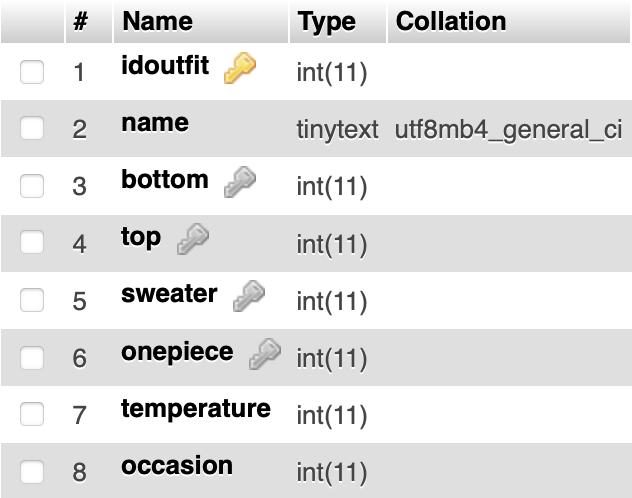 # Name Type Collation
1 idoutfit int(11)
2 name tinytext utf8mb4_general_ci
3 bottom int(11)
4 top int(11)
5 sweater int(11)
6 onepiece int(11)
7 temperature int(11)
8 occasion int(11)